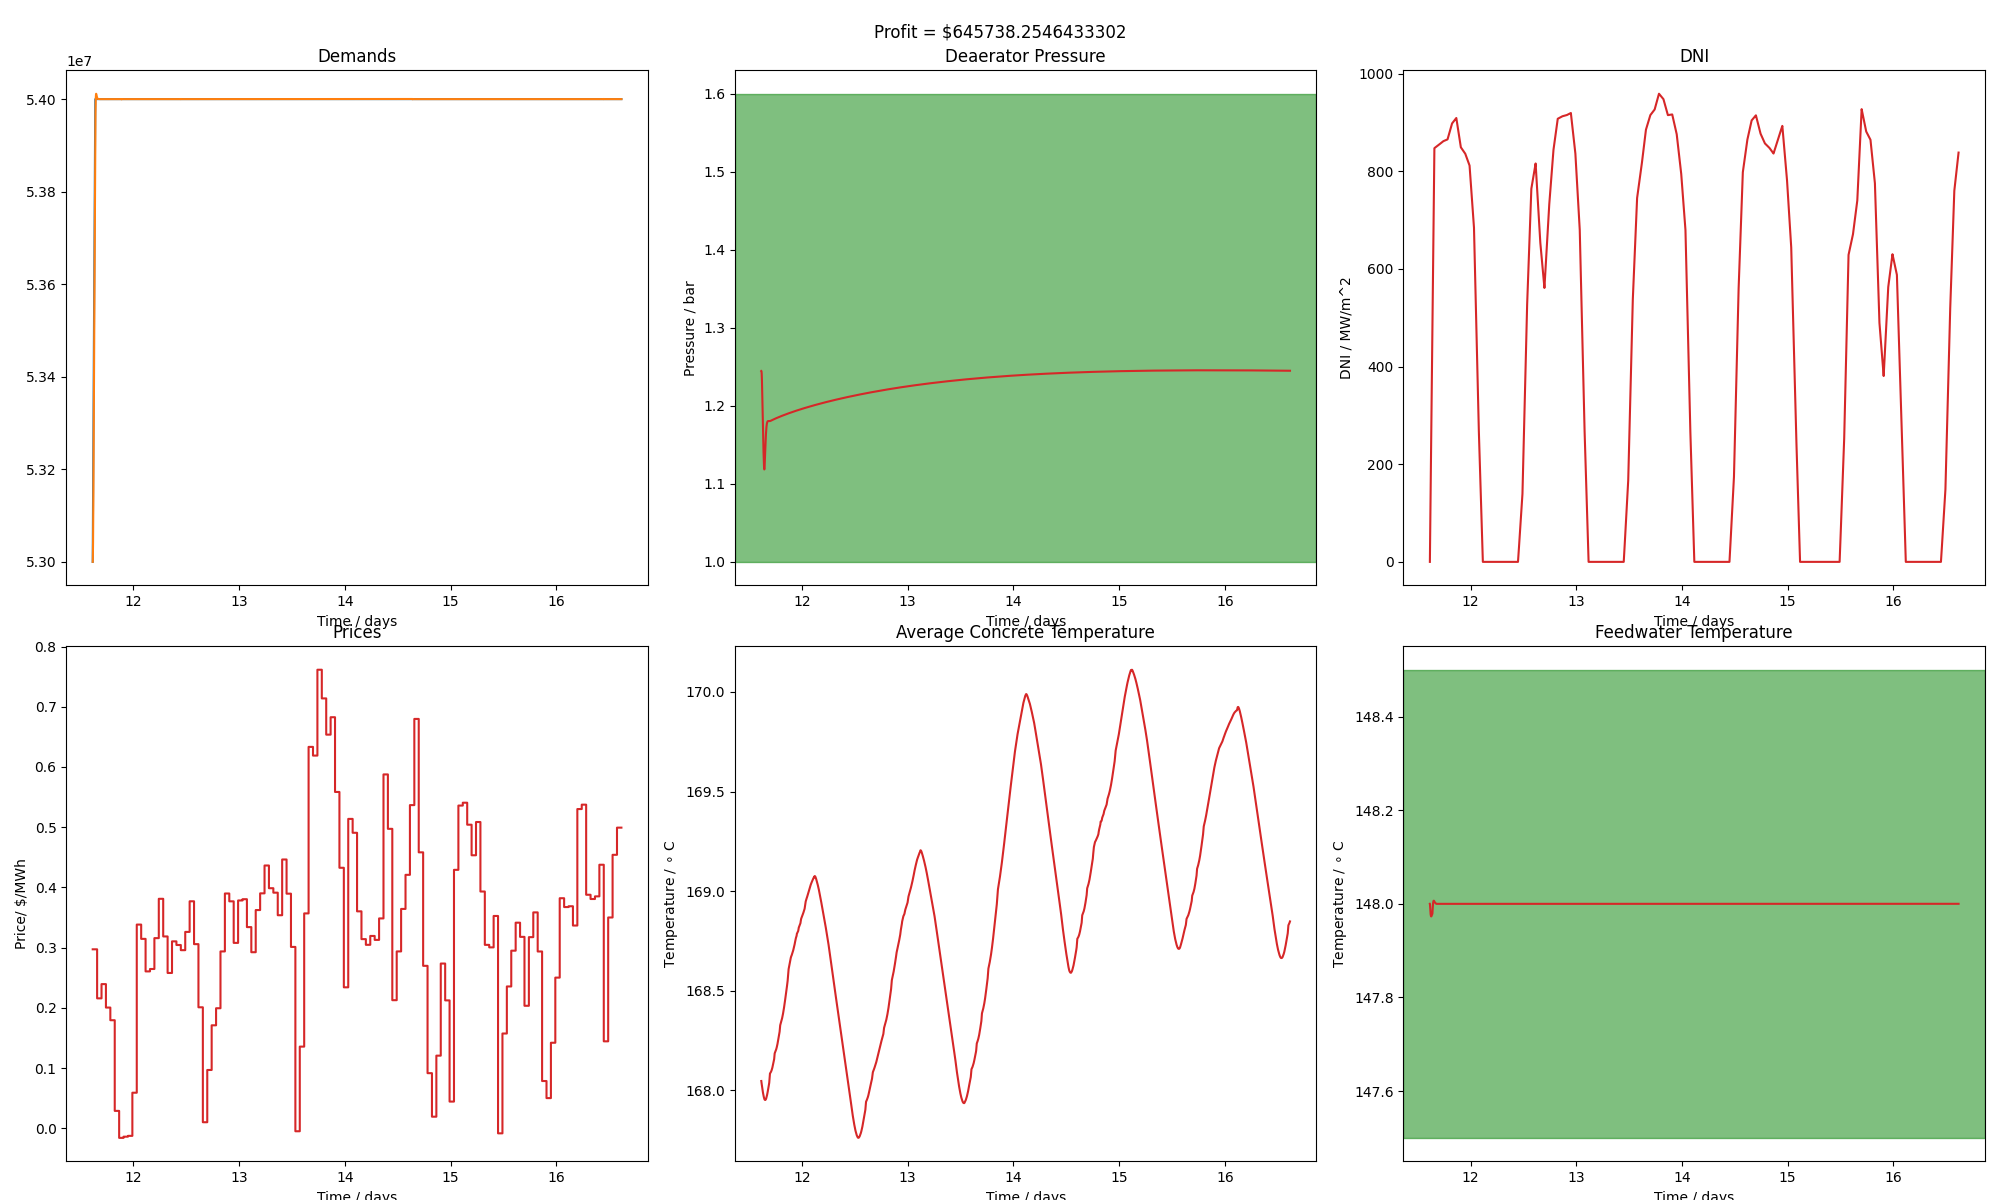 Profit = $645738.2546433302
Demands
1e7
5.40
5.38
5.36
5.34
5.32
5.30
12 13 14 15 16
Time / days
Deaerator Pressure
Pressure / bar
1.6
1.5
1.4
1.3
1.2
1.1
1.0
12 13 14 15 16
Time / days
DNI
DNI / MW/m^2
1000
800
600
400
200
0
12 13 14 15 16
Time / days
Prices
Price/ $/MWh
0.8
0.7
0.6
0.5
0.4
0.3
0.2
0.1
0.0
12 13 14 15 16
Time / days
Average Concrete Temperature
Temperature / ∘ C
170.0
169.5
169.0
168.5
168.0
12 13 14 15 16
Time / days
Feedwater Temperature
Temperature / ∘ C
148.4
148.2
148.0
147.8
147.6
12 13 14 15 16
Time / days